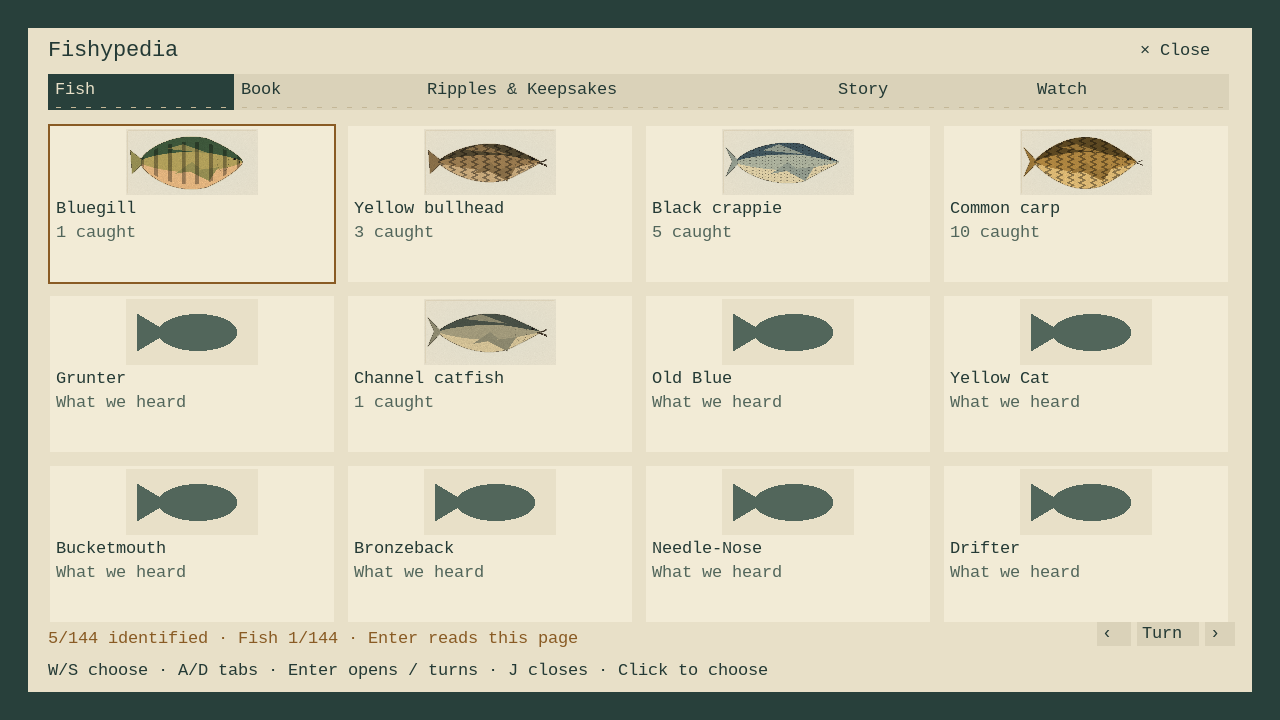 Fishypedia
× Close
Fish
Book
Ripples & Keepsakes
Story
Watch
Bluegill
1 caught
Yellow bullhead
3 caught
Black crappie
5 caught
Common carp
10 caught
Grunter
What we heard
Channel catfish
1 caught
Old Blue
What we heard
Yellow Cat
What we heard
Bucketmouth
What we heard
Bronzeback
What we heard
Needle-Nose
What we heard
Drifter
What we heard
5/144 identified · Fish 1/144 · Enter reads this page
‹ Turn ›
W/S choose · A/D tabs · Enter opens / turns · J closes · Click to choose